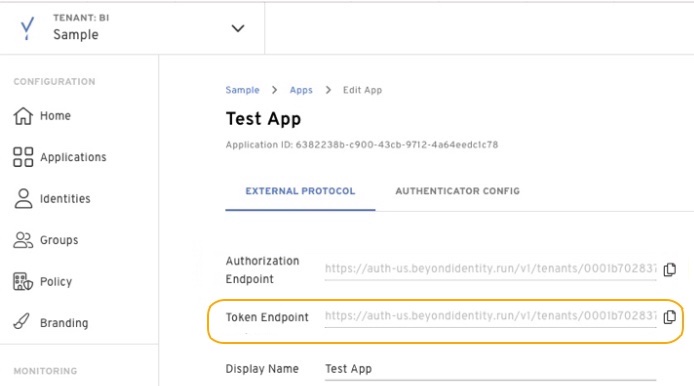 TENANT: BI
Sample
CONFIGURATION
Home
Applications
Identities
Groups
Policy
Branding
MONITORING
Sample > Apps > Edit App
Test App
Application ID: 6382238b-c900-43cb-9712-4a64eedc1c78
EXTERNAL PROTOCOL AUTHENTICATOR CONFIG
Authorization
Endpoint
https://auth-us.beyondidentity.run/v1/tenants/0001b702837
Token Endpoint https://auth-us.beyondidentity.run/v1/tenants/0001b702837
Display Name Test App